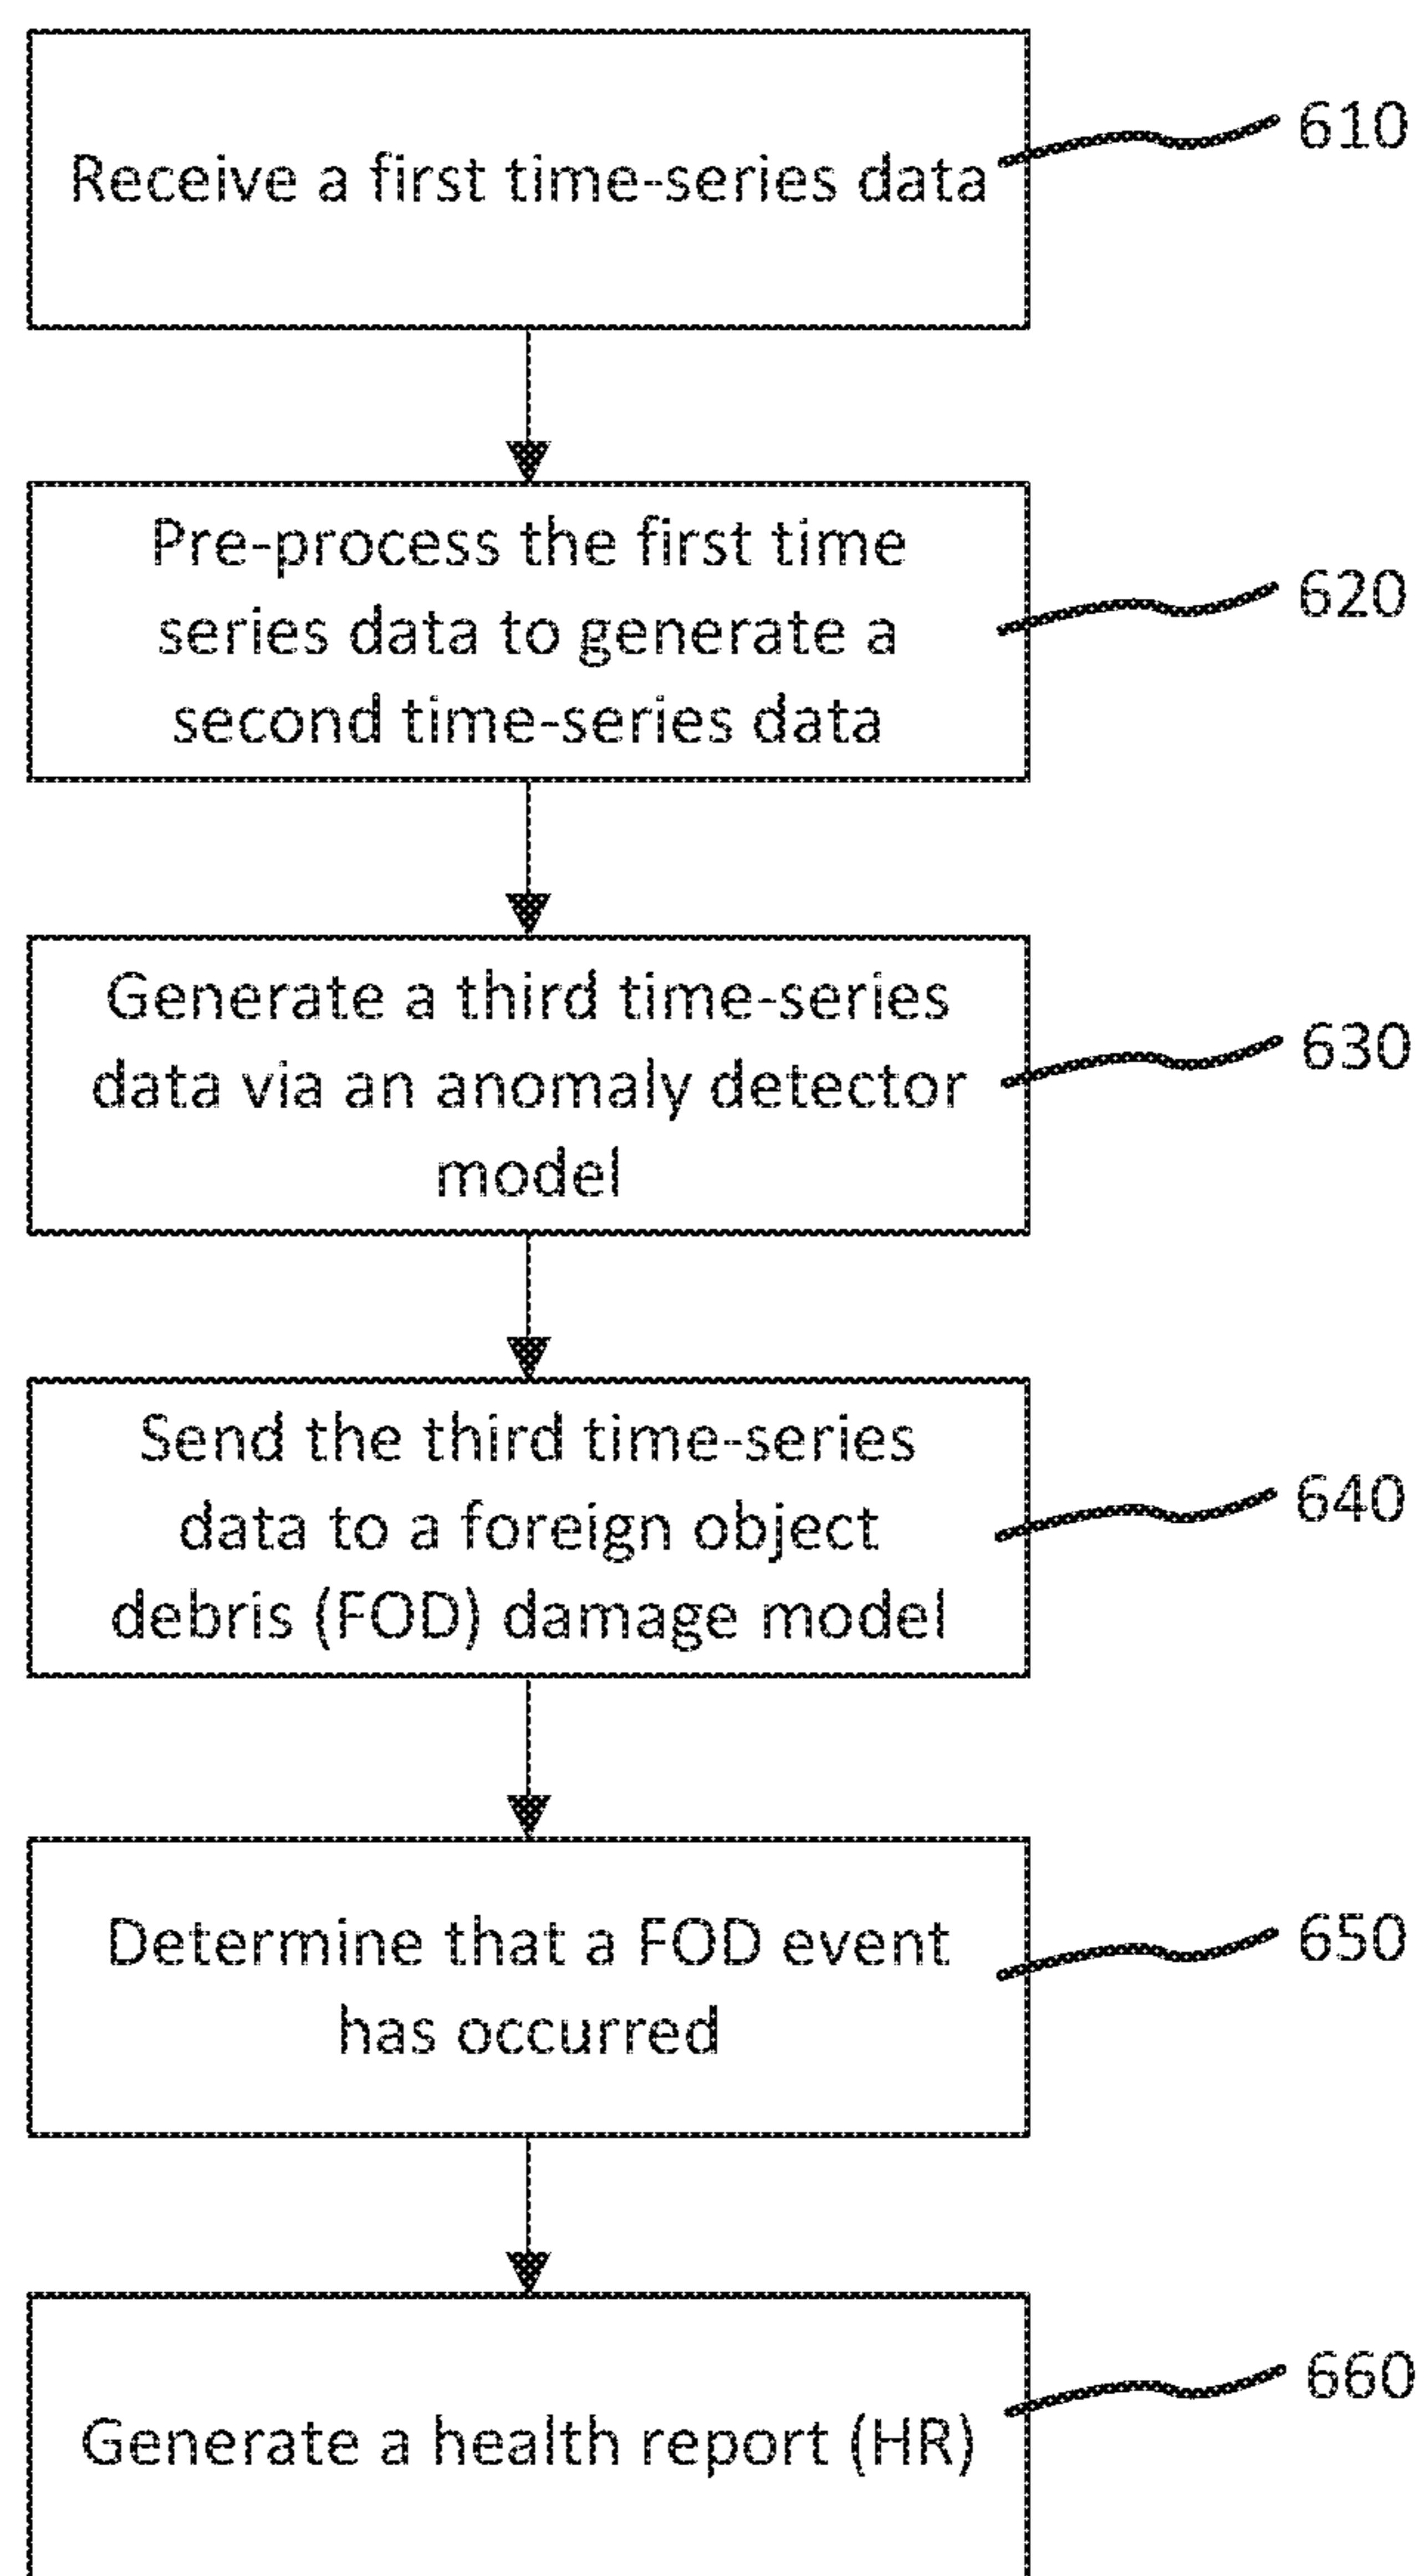 Receive a first time-series data
610
Pre-process the first time
series data to generate a
second time-series data
620
Generate a third time-series
data via an anomaly detector
model
630
Send the third time-series
data to a foreign object
debris (FOD) damage model
640
Determine that a FOD event
has occurred
650
Generate a health report (HR)
660